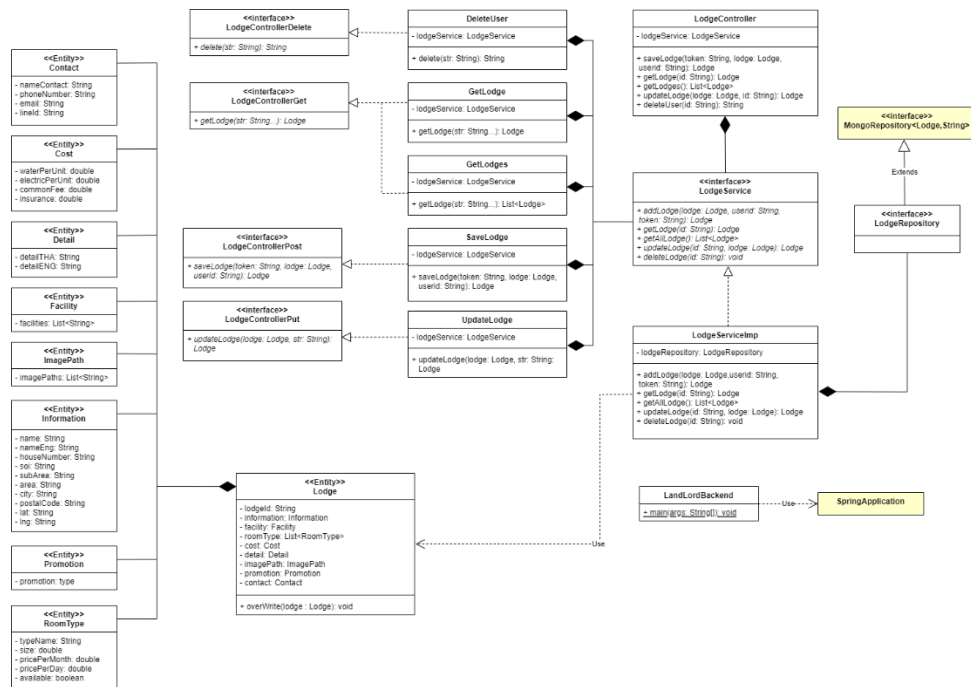 <<Entity>>
Contact
- nameContact: String
- phoneNumber: String
- email: String
- lineId: String
<<Entity>>
Cost
- waterPerUnit: double
- electricPerUnit: double
- commonFee: double
- insurance: double
<<Entity>>
Detail
- detailTHA: String
- detailENG: String
<<Entity>>
Facility
- facilities: List<String>
<<Entity>>
ImagePath
- imagePaths: List<String>
<<Entity>>
Information
- name: String
- nameEng: String
- houseNumber: String
- soi: String
- subArea: String
- area: String
- city: String
- postalCode: String
- lat: String
- lng: String
<<Entity>>
Promotion
- promotion: type
<<Entity>>
RoomType
- typeName: String
- size: double
- pricePerMonth: double
- pricePerDay: double
- available: boolean
<<interface>>
LodgeControllerDelete
+ delete(str: String): String
<<interface>>
LodgeControllerGet
+ getLodge(str: String...): Lodge
<<interface>>
LodgeControllerPost
+ saveLodge(token: String, lodge: Lodge,
userid: String): Lodge
<<interface>>
LodgeControllerPut
+ updateLodge(lodge: Lodge, str: String):
Lodge
<<Entity>>
Lodge
- lodgeId: String
- information: Information
- facility: Facility
- roomType: List<RoomType>
- cost: Cost
- detail: Detail
- imagePath: ImagePath
- promotion: Promotion
- contact: Contact
+ overWrite(lodge : Lodge): void
DeleteUser
- lodgeService: LodgeService
+ delete(str: String): String
GetLodge
- lodgeService: LodgeService
+ getLodge(str: String...): Lodge
GetLodges
- lodgeService: LodgeService
+ getLodge(str: String...): List<Lodge>
SaveLodge
- lodgeService: LodgeService
+ saveLodge(token: String, lodge: Lodge,
userid: String): Lodge
UpdateLodge
- lodgeService: LodgeService
+ updateLodge(lodge: Lodge, str: String:
Lodge
LodgeController
- lodgeService: LodgeService
+ saveLodge(token: String, lodge: Lodge,
userid: String): Lodge
+ getLodge(id: String): Lodge
+ getLodges(): List<Lodge>
+ updateLodge(lodge: Lodge, id: String): Lodge
+ deleteUser(id: String): String
<<interface>>
LodgeService
+ addLodge(lodge: Lodge, userid: String,
token: String): Lodge
+ getLodge(id: String): Lodge
+ getAllLodge(): List<Lodge>
+ updateLodge(id: String, lodge: Lodge): Lodge
+ deleteLodge(id: String): void
LodgeServiceImp
- lodgeRepository: LodgeRepository
+ addLodge(lodge: Lodge,userid: String,
token: String): Lodge
+ getLodge(id: String): Lodge
+ getAllLodge(): List<Lodge>
+ updateLodge(id: String, lodge: Lodge): Lodge
+ deleteLodge(id: String): void
Use
<<interface>>
MongoRepository<Lodge,String>
Extends
<<interface>>
LodgeRepository
LandLordBackend
+ main(args: String[]): void
Use
SpringApplication